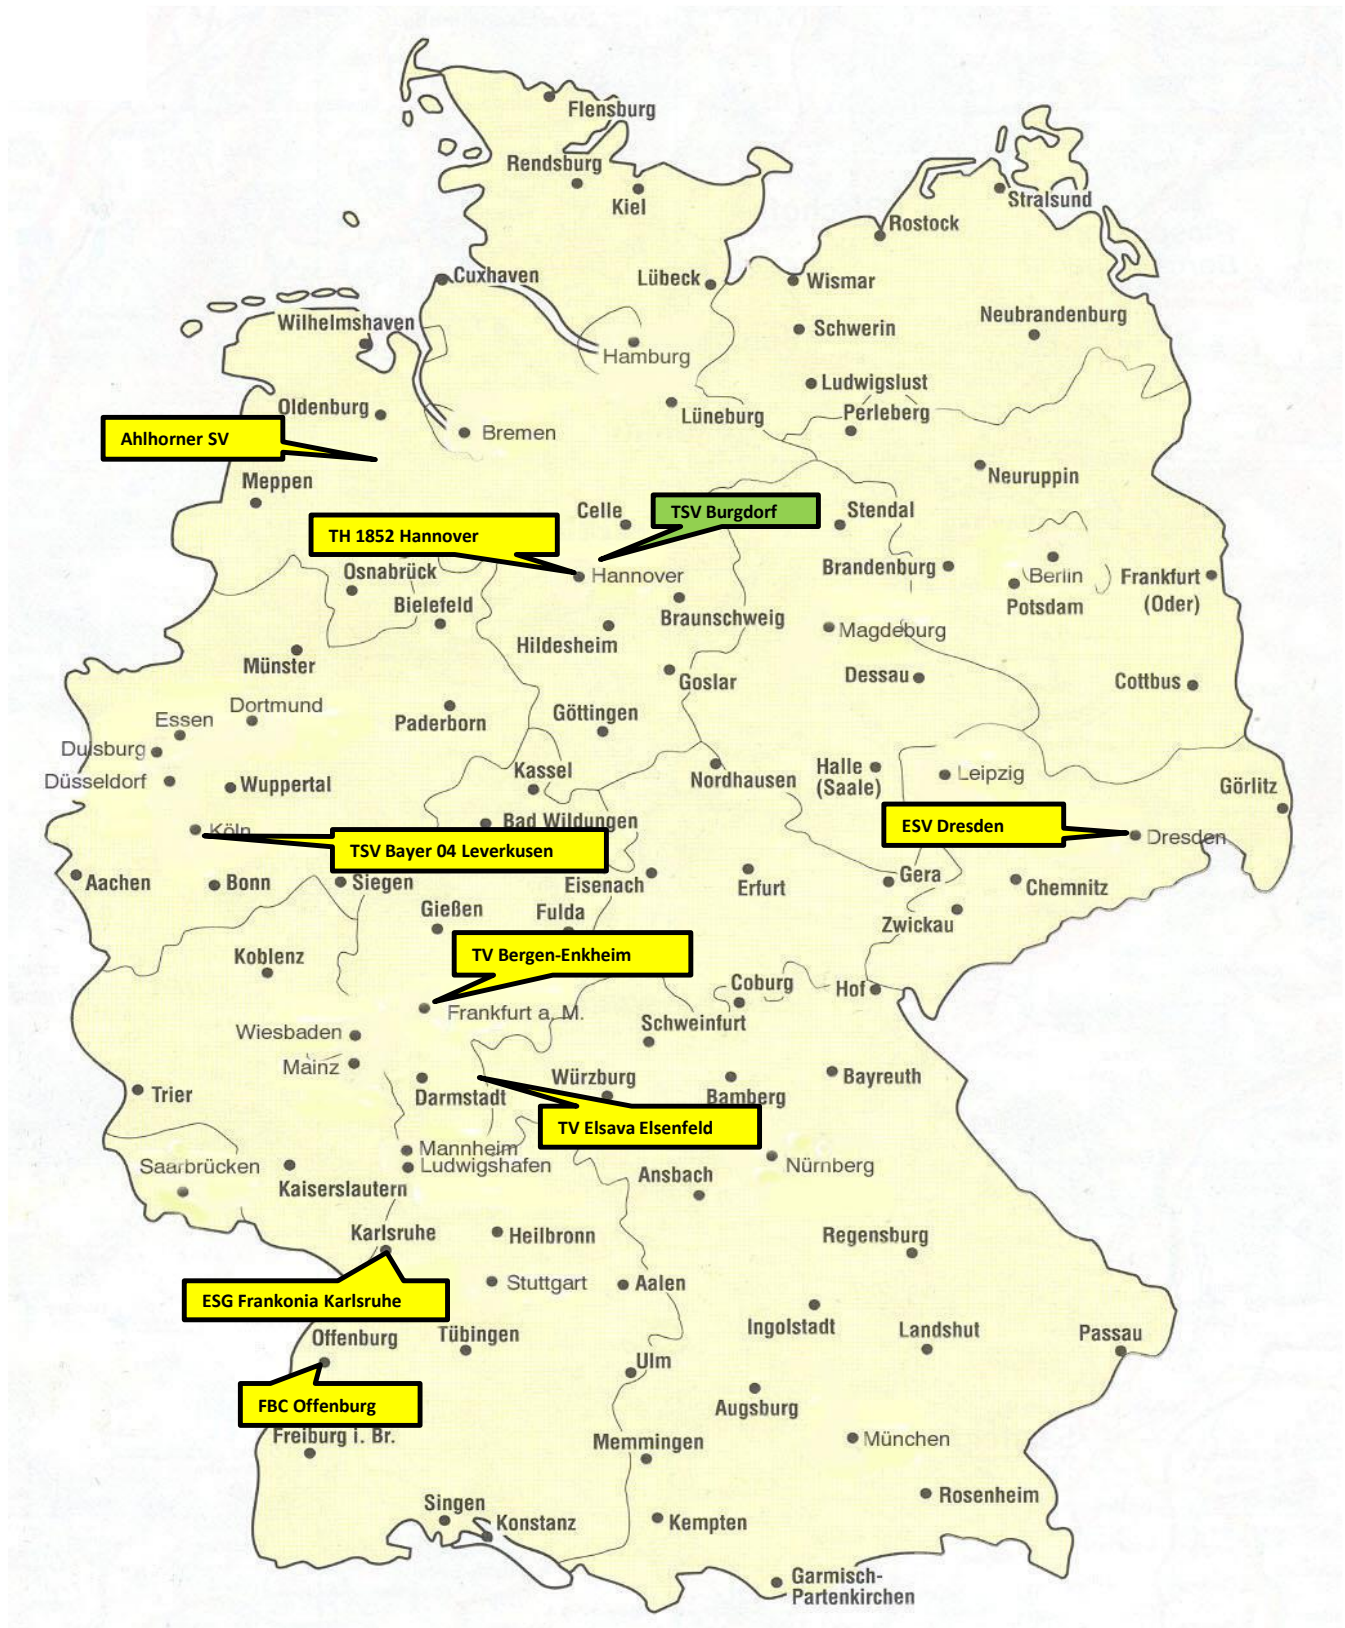 Flensburg
Rendsburg
Kiel
Stralsund
Rostock
Cuxhaven
Lübeck
Wismar
Wilhelmshaven
Schwerin
Neubrandenburg
Hamburg
Ludwigslust
Oldenburg
Lüneburg
Perleberg
Ahlhorner SV
Bremen
Meppen
Neuruppin
Celle
TSV Burgdorf
Stendal
TH 1852 Hannover
Osnabrück
Hannover
Brandenburg
Berlin
Frankfurt
(Oder)
Bielefeld
Braunschweig
Potsdam
Hildesheim
Magdeburg
Münster
Goslar
Dessau
Cottbus
Essen
Dortmund
Paderborn
Göttingen
Duisburg
Düsseldorf
Wuppertal
Kassel
Nordhausen
Halle
(Saale)
Leipzig
Görlitz
Köln
Bad Wildungen
ESV Dresden
Dresden
TSV Bayer 04 Leverkusen
Aachen
Bonn
Siegen
Eisenach
Erfurt
Gera
Chemnitz
Gießen
Fulda
Zwickau
Koblenz
TV Bergen-Enkheim
Coburg
Hof
Frankfurt a. M.
Wiesbaden
Schweinfurt
Mainz
Trier
Darmstadt
Würzburg
Bamberg
Bayreuth
TV Elsava Elsenfeld
Mannheim
Ludwigshafen
Saarbrücken
Kaiserslautern
Ansbach
Nürnberg
Karlsruhe
Heilbronn
Regensburg
Stuttgart
Aalen
ESG Frankonia Karlsruhe
Offenburg
Tübingen
Ingolstadt
Landshut
Passau
Ulm
FBC Offenburg
Augsburg
Freiburg i. Br.
Memmingen
München
Singen
Konstanz
Kempten
Rosenheim
Garmisch-
Partenkirchen